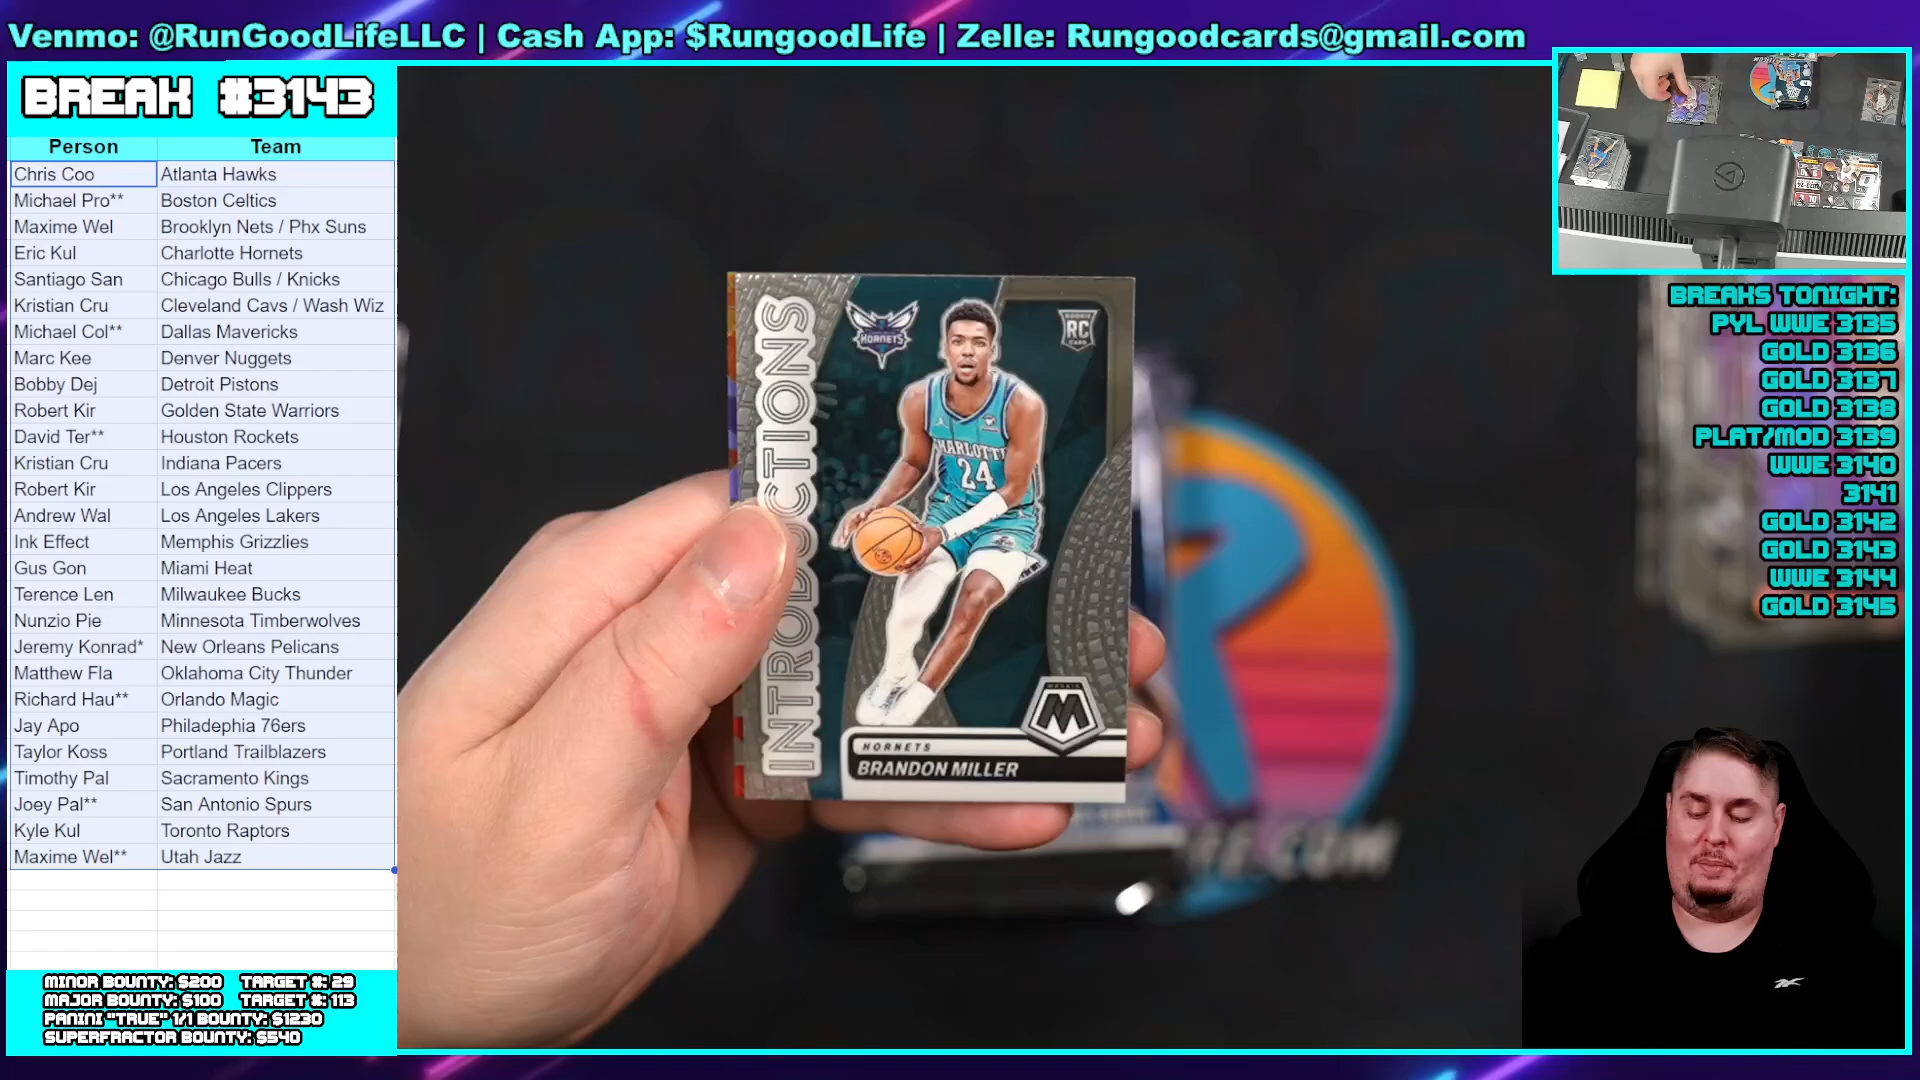 Venmo: @RunGoodLifeLLC | Cash App: $RungoodLife | Zelle: Rungoodcards@gmail.com
BREAK #3143
Person Team
Chris Coo Atlanta Hawks
Michael Pro** Boston Celtics
Maxime Wel Brooklyn Nets / Phx Suns
Eric Kul Charlotte Hornets
Santiago San Chicago Bulls / Knicks
Kristian Cru Cleveland Cavs / Wash Wiz
Michael Col** Dallas Mavericks
Marc Kee Denver Nuggets
Bobby Dej Detroit Pistons
Robert Kir Golden State Warriors
David Ter** Houston Rockets
Kristian Cru Indiana Pacers
Robert Kir Los Angeles Clippers
Andrew Wal Los Angeles Lakers
Ink Effect Memphis Grizzlies
Gus Gon Miami Heat
Terence Len Milwaukee Bucks
Nunzio Pie Minnesota Timberwolves
Jeremy Konrad* New Orleans Pelicans
Matthew Fla Oklahoma City Thunder
Richard Hau** Orlando Magic
Jay Apo Philadephia 76ers
Taylor Koss Portland Trailblazers
Timothy Pal Sacramento Kings
Joey Pal** San Antonio Spurs
Kyle Kul Toronto Raptors
Maxime Wel** Utah Jazz
MINOR BOUNTY: $200 TARGET #: 29
MAJOR BOUNTY: $100 TARGET #: 113
PANINI "TRUE" 1/1 BOUNTY: $1230
SUPERFRACTOR BOUNTY: $540
INTRODUCTIONS
HORNETS
ROOKIE
RC
CARD
CHARLOTTE
24
MOSAIC
M
HORNETS
BRANDON MILLER
BREAKS TONIGHT:
PYL WWE 3135
GOLD 3136
GOLD 3137
GOLD 3138
PLAT/MOD 3139
WWE 3140
3141
GOLD 3142
GOLD 3143
WWE 3144
GOLD 3145